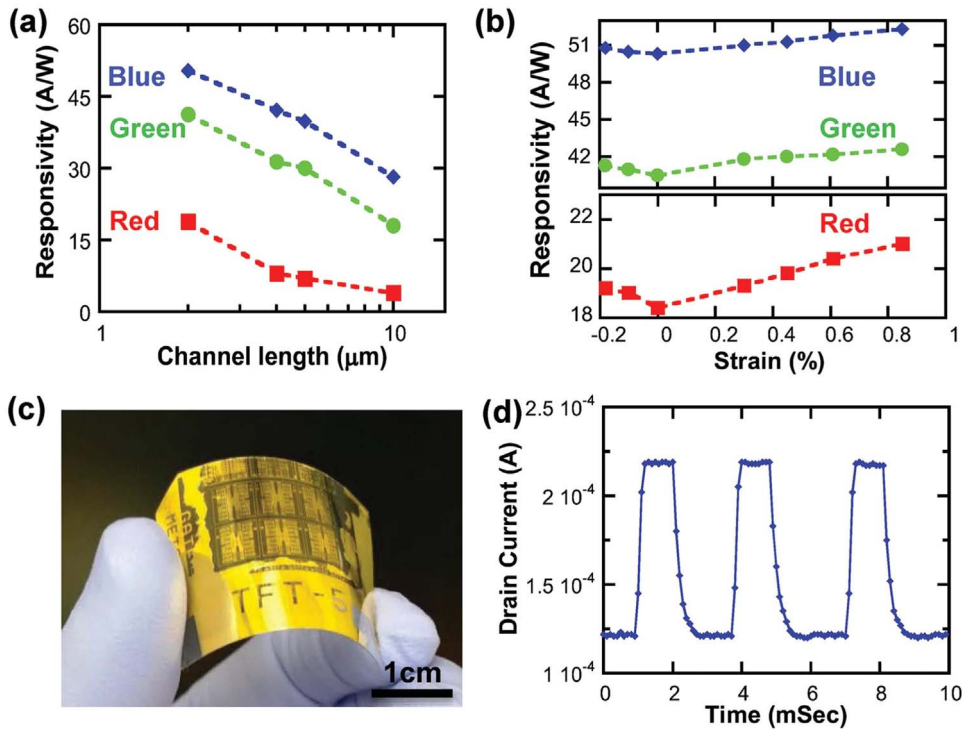 (a)
60
45
30
15
0
Responsivity (A/W)
Blue
Green
Red
1
10
Channel length (μm)
(b)
51
42
22
20
18
Responsivity (A/W)
Blue
Green
Red
-0.2
0
0.2
0.4
0.6
0.8
1
Strain (%)
(c)
TFT-5
1cm
(d)
2.5 10⁻⁴
2 10⁻⁴
1.5 10⁻⁴
1 10⁻⁴
Drain Current (A)
0
2
4
6
8
10
Time (mSec)